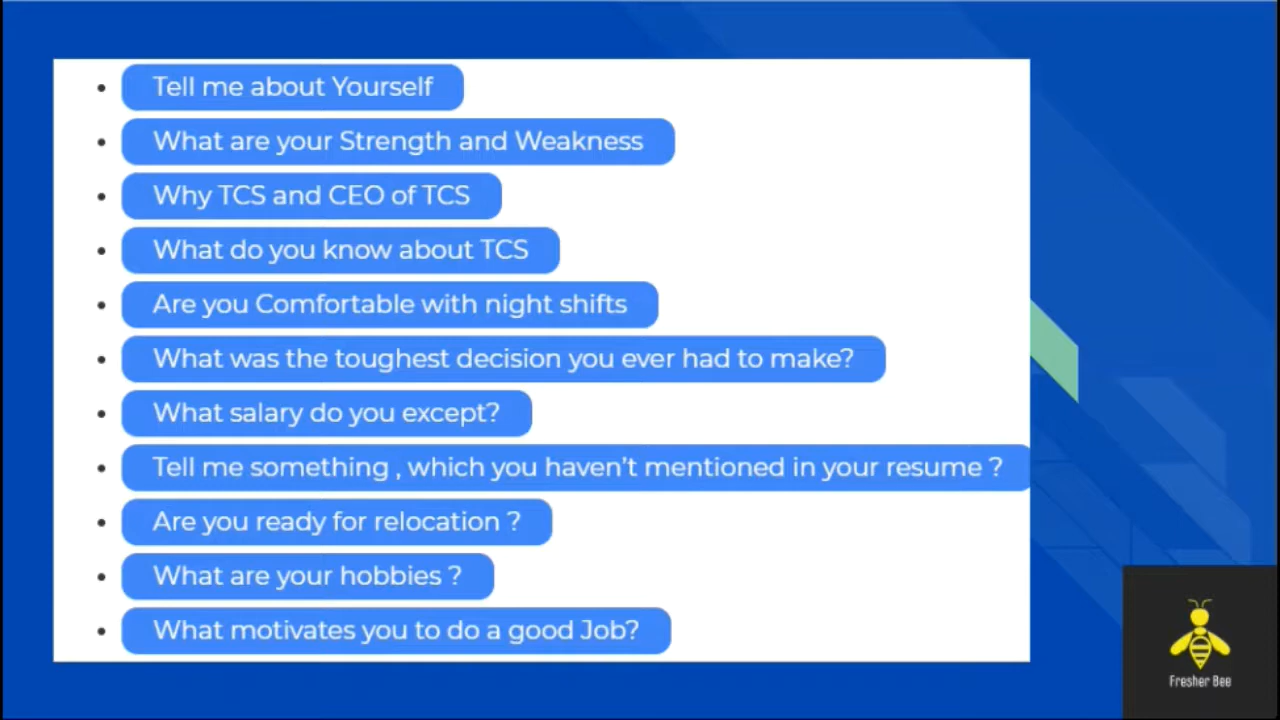 Tell me about Yourself
What are your Strength and Weakness
Why TCS and CEO of TCS
What do you know about TCS
Are you Comfortable with night shifts
What was the toughest decision you ever had to make?
What salary do you except?
Tell me something , which you haven't mentioned in your resume ?
Are you ready for relocation ?
What are your hobbies ?
What motivates you to do a good Job?
Fresher Bee